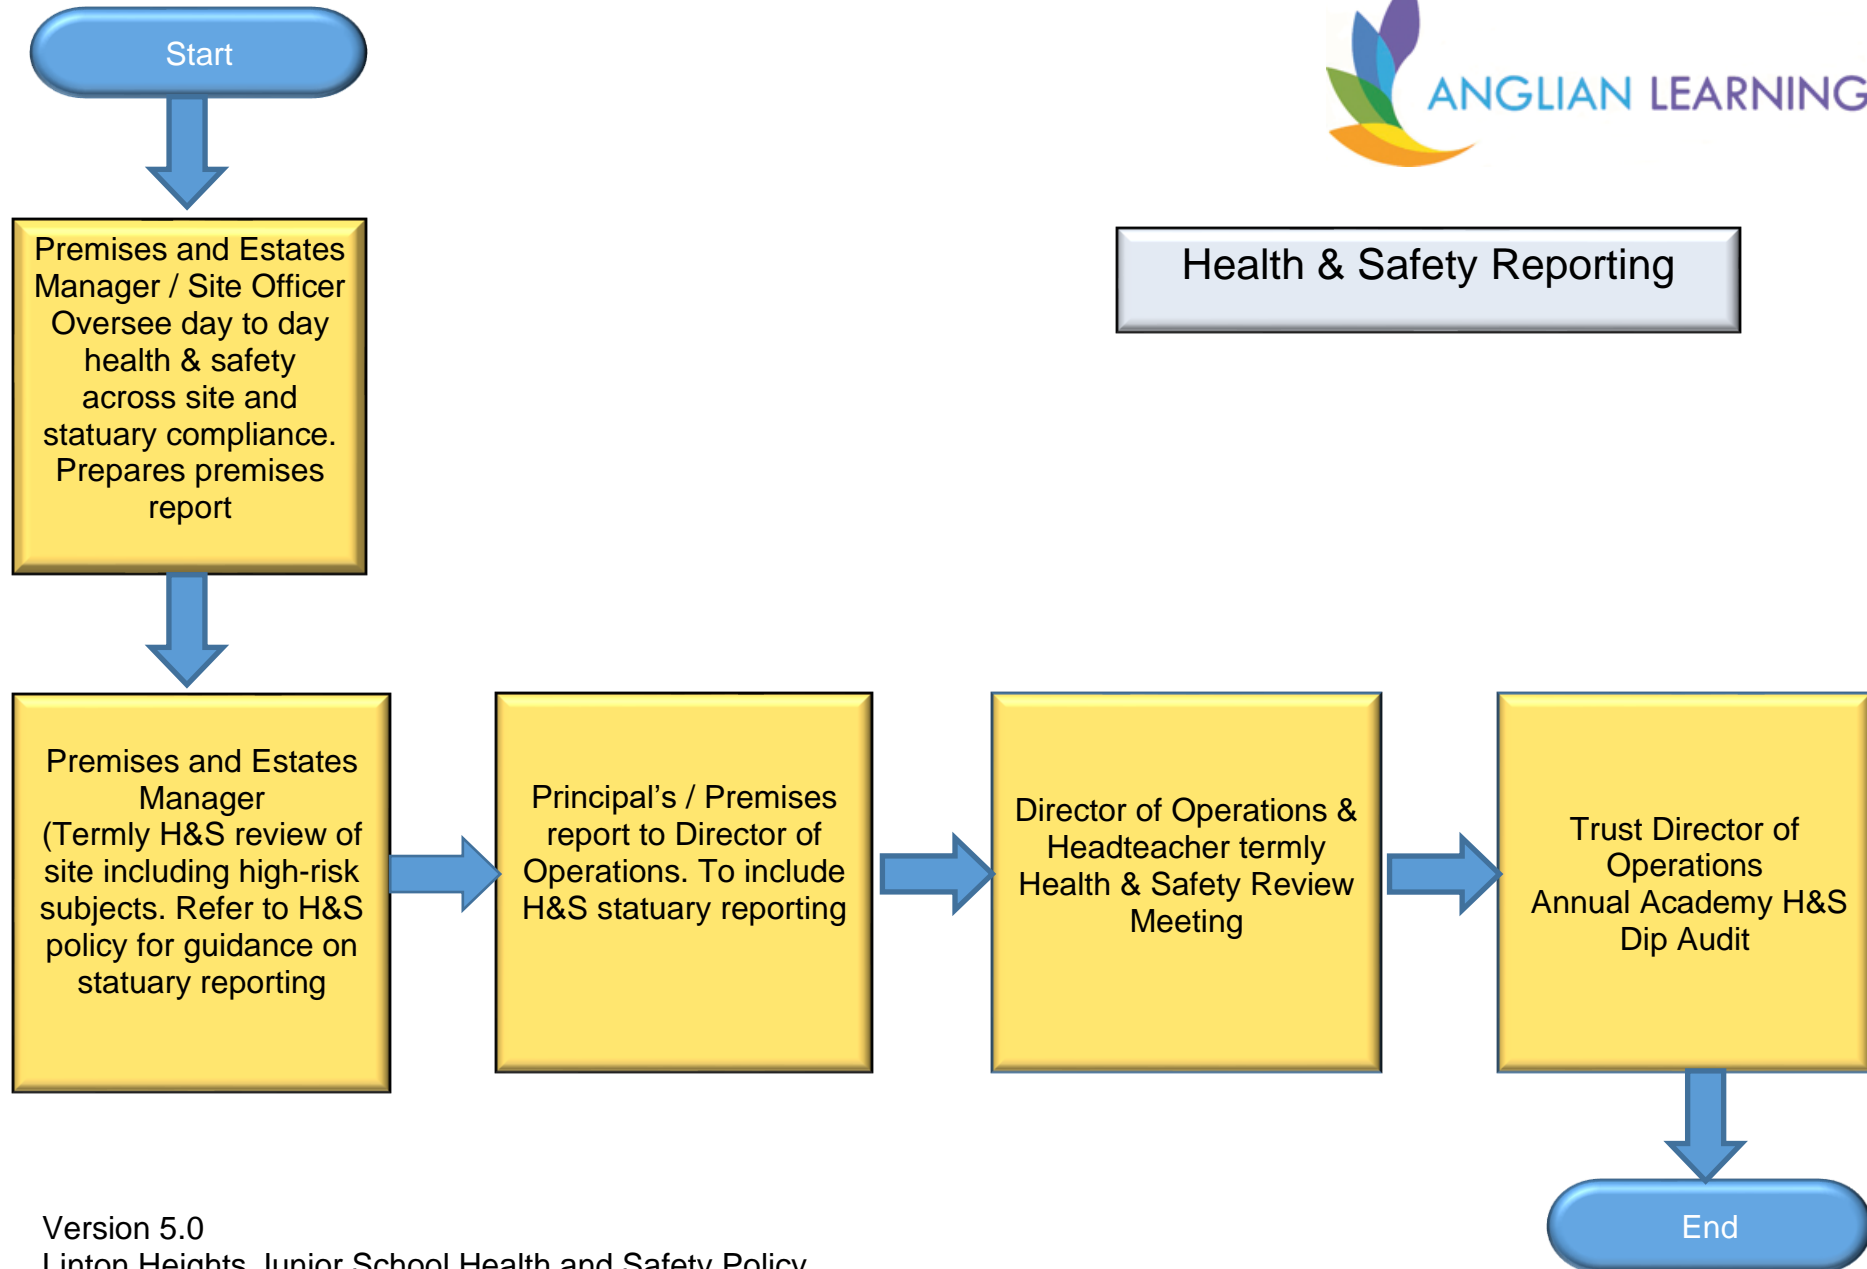 Start
ANGLIAN LEARNING
Health & Safety Reporting
Premises and Estates
Manager / Site Officer
Oversee day to day
health & safety
across site and
statuary compliance.
Prepares premises
report
Premises and Estates
Manager
(Termly H&S review of
site including high-risk
subjects. Refer to H&S
policy for guidance on
statuary reporting
Principal’s / Premises
report to Director of
Operations. To include
H&S statuary reporting
Director of Operations &
Headteacher termly
Health & Safety Review
Meeting
Trust Director of
Operations
Annual Academy H&S
Dip Audit
End
Version 5.0
Linton Heights Junior School Health and Safety Policy